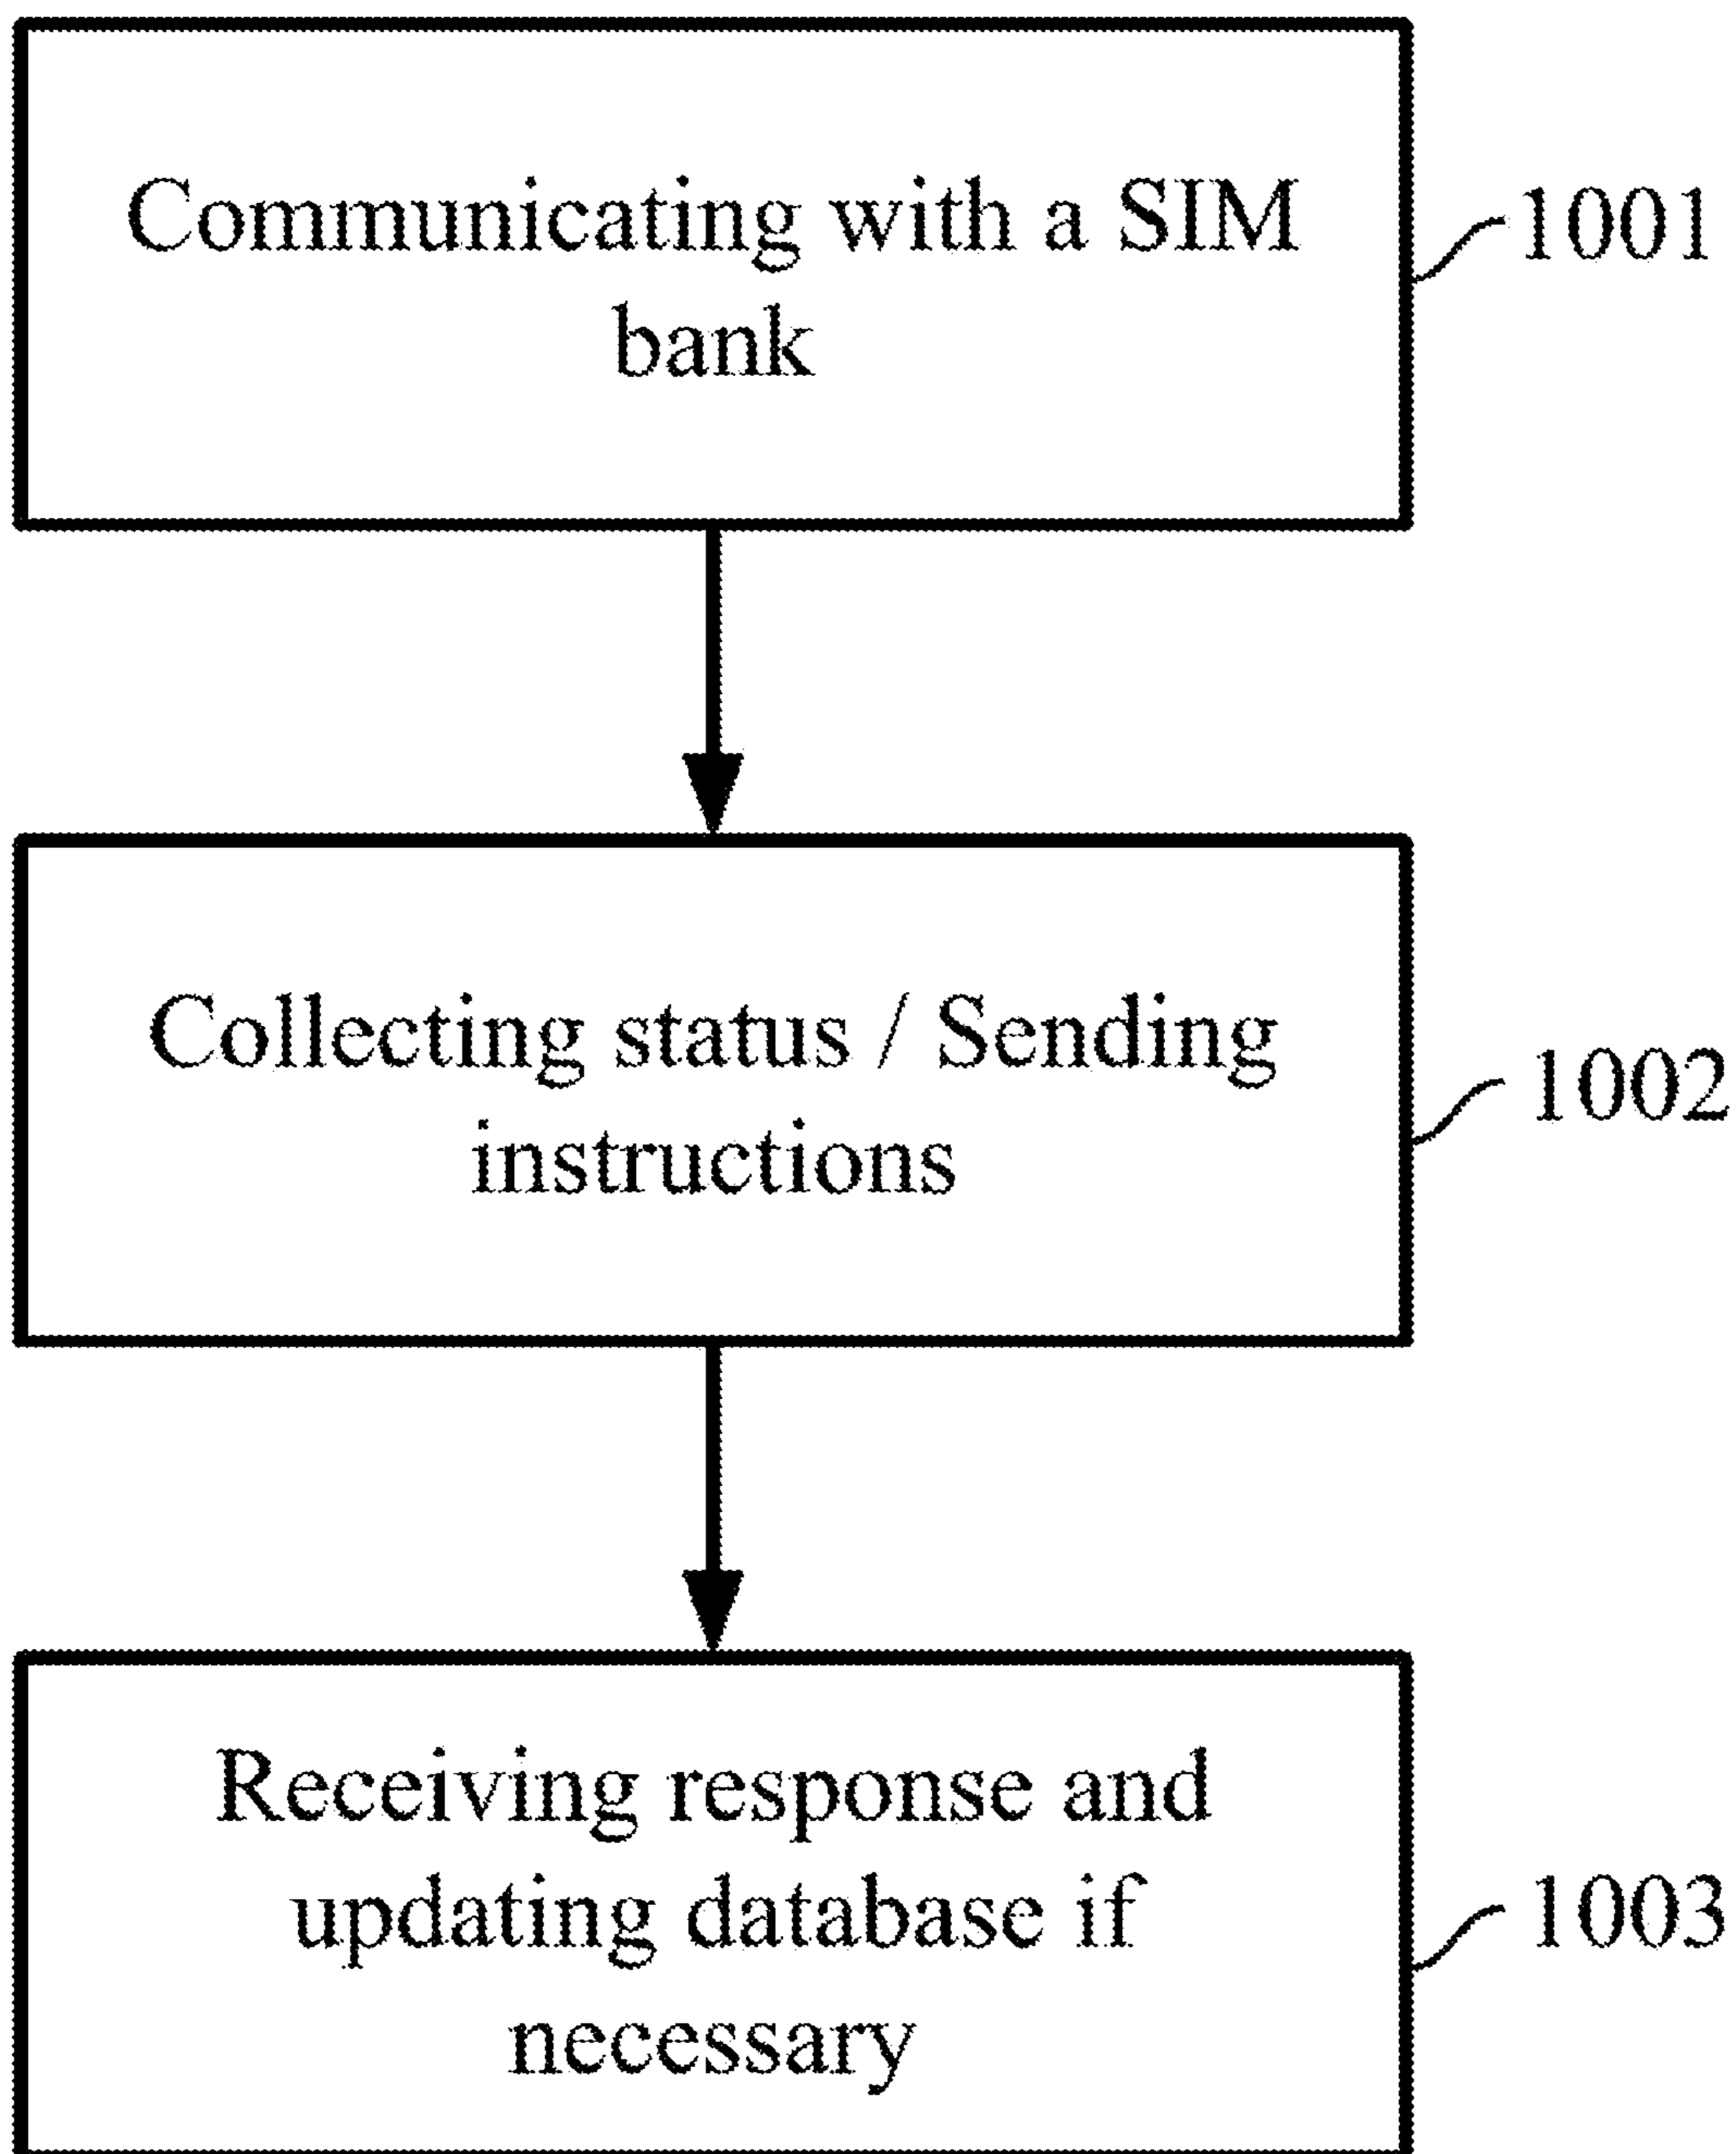 Communicating with a SIM
bank
1001
Collecting status / Sending
instructions
1002
Receiving response and
updating database if
necessary
1003